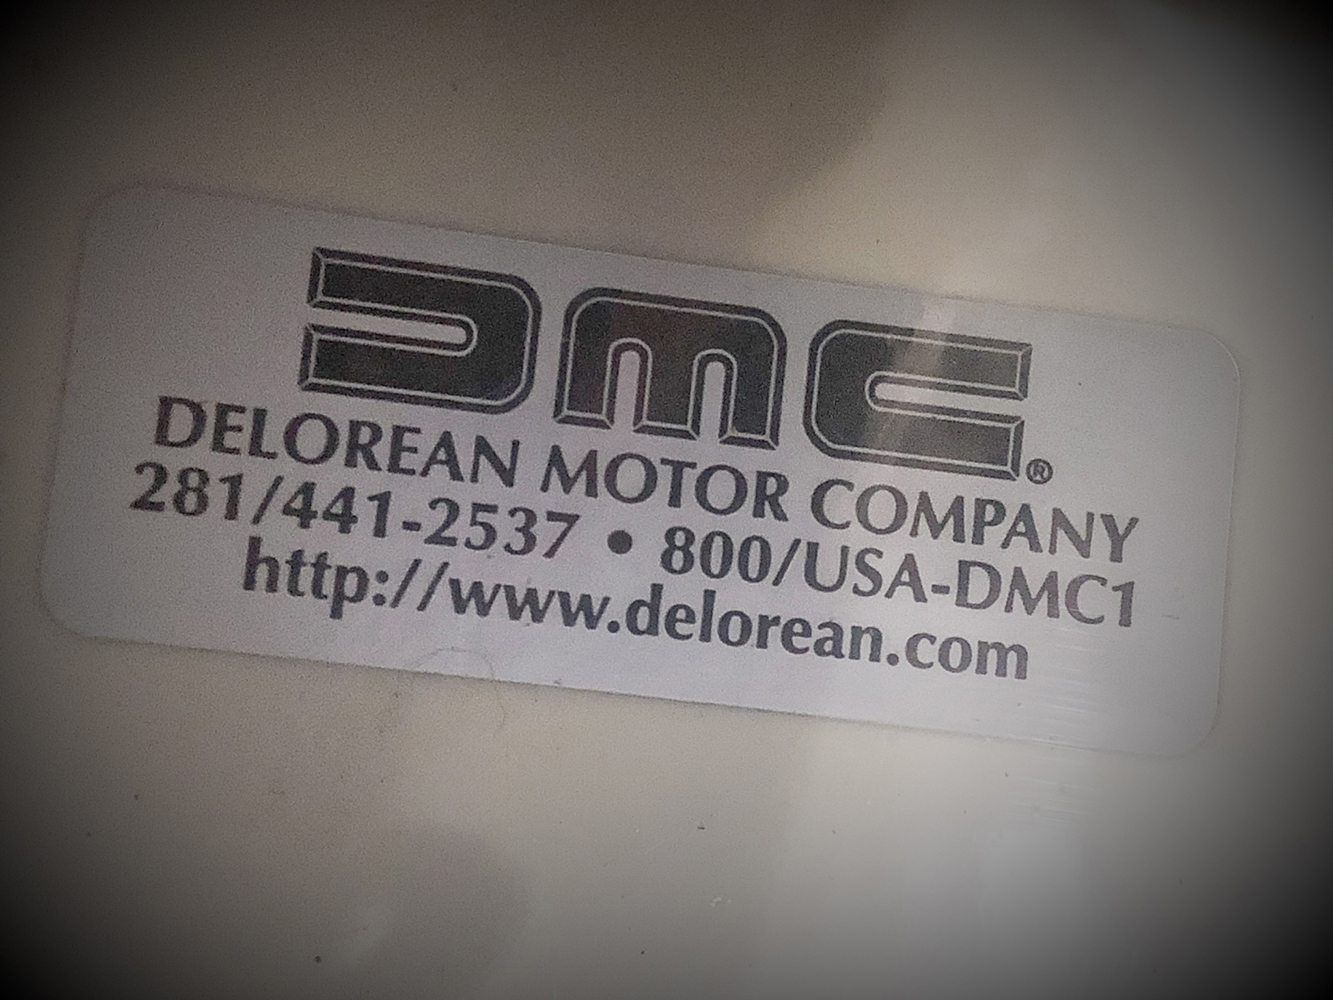 DMC®
DELOREAN MOTOR COMPANY
281/441-2537 • 800/USA-DMC1
http://www.delorean.com